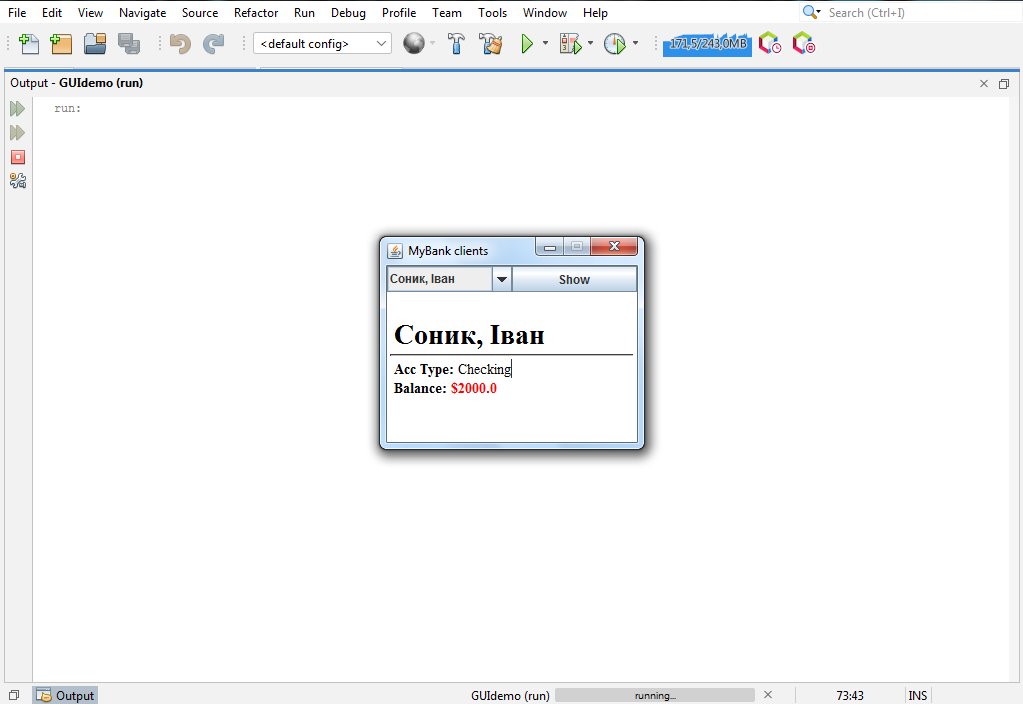 File Edit View Navigate Source Refactor Run Debug Profile Team Tools Window Help Search (Ctrl+I)
<default config> 171,5/243,0MB
Output - GUIdemo (run)
run:
MyBank clients
Соник, Іван Show
Соник, Іван
Acc Type: Checking
Balance: $2000.0
Output GUIdemo (run) running... 73:43 INS